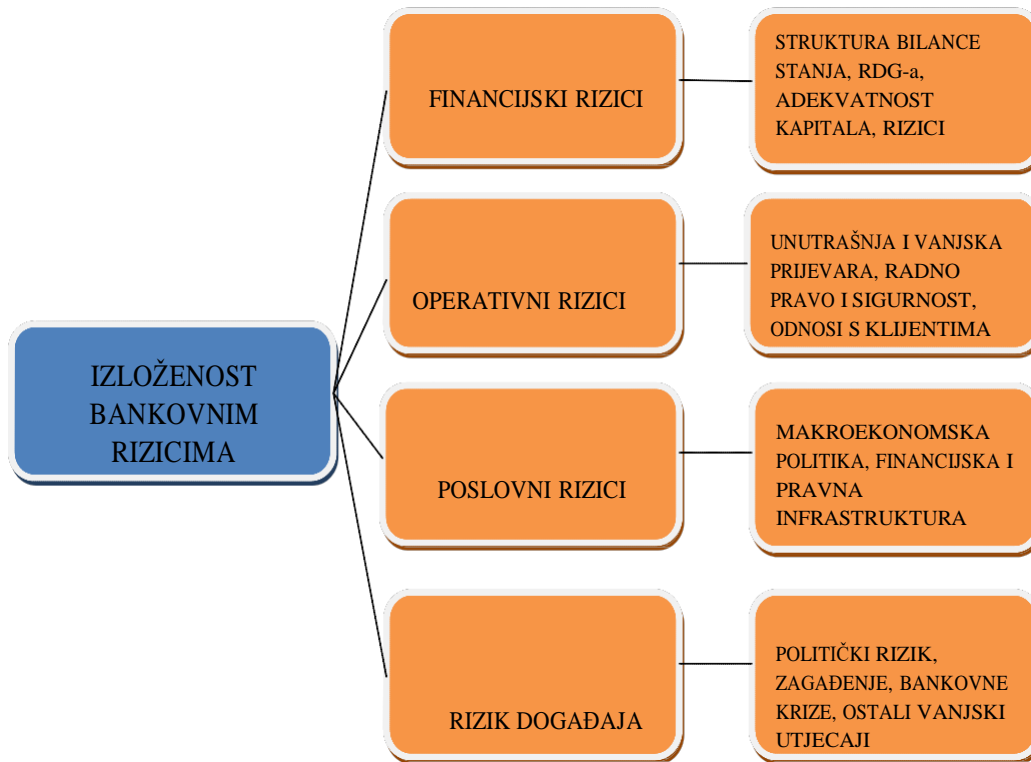 IZLOŽENOST
BANKOVNIM
RIZICIMA
FINANCIJSKI RIZICI
STRUKTURA BILANCE
STANJA, RDG-a,
ADEKVATNOST
KAPITALA, RIZICI
OPERATIVNI RIZICI
UNUTRAŠNJA I VANJSKA
PRIJEVARA, RADNO
PRAVO I SIGURNOST,
ODNOSI S KLIJENTIMA
POSLOVNI RIZICI
MAKROEKONOMSKA
POLITIKA, FINANCIJSKA I
PRAVNA
INFRASTRUKTURA
RIZIK DOGAĐAJA
POLITIČKI RIZIK,
ZAGAĐENJE, BANKOVNE
KRIZE, OSTALI VANJSKI
UTJECAJI